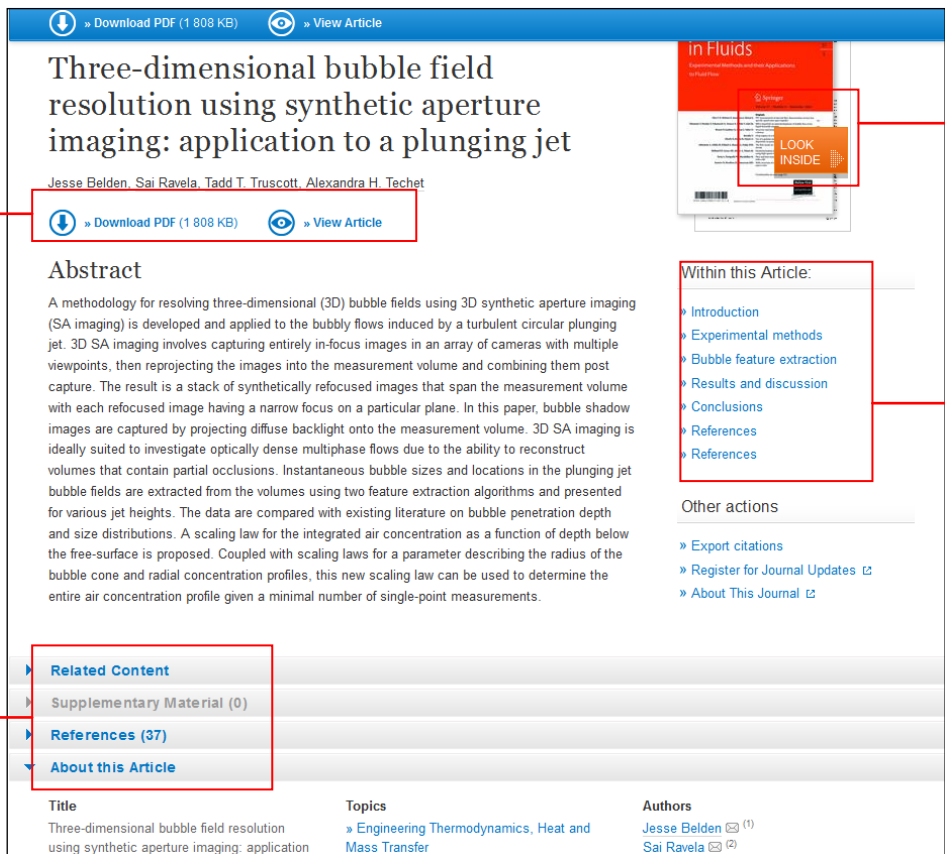 » Download PDF (1 808 KB) » View Article
Three-dimensional bubble field
resolution using synthetic aperture
imaging: application to a plunging jet
Jesse Belden, Sai Ravela, Tadd T. Truscott, Alexandra H. Techet
» Download PDF (1 808 KB) » View Article
in Fluids
Experimental Methods and their Applications
to Fluid Flow
Springer
LOOK
INSIDE
Abstract
A methodology for resolving three-dimensional (3D) bubble fields using 3D synthetic aperture imaging
(SA imaging) is developed and applied to the bubbly flows induced by a turbulent circular plunging
jet. 3D SA imaging involves capturing entirely in-focus images in an array of cameras with multiple
viewpoints, then reprojecting the images into the measurement volume and combining them post
capture. The result is a stack of synthetically refocused images that span the measurement volume
with each refocused image having a narrow focus on a particular plane. In this paper, bubble shadow
images are captured by projecting diffuse backlight onto the measurement volume. 3D SA imaging is
ideally suited to investigate optically dense multiphase flows due to the ability to reconstruct
volumes that contain partial occlusions. Instantaneous bubble sizes and locations in the plunging jet
bubble fields are extracted from the volumes using two feature extraction algorithms and presented
for various jet heights. The data are compared with existing literature on bubble penetration depth
and size distributions. A scaling law for the integrated air concentration as a function of depth below
the free-surface is proposed. Coupled with scaling laws for a parameter describing the radius of the
bubble cone and radial concentration profiles, this new scaling law can be used to determine the
entire air concentration profile given a minimal number of single-point measurements.
Within this Article:
» Introduction
» Experimental methods
» Bubble feature extraction
» Results and discussion
» Conclusions
» References
» References
Other actions
» Export citations
» Register for Journal Updates
» About This Journal
Related Content
Supplementary Material (0)
References (37)
About this Article
Title
Three-dimensional bubble field resolution
using synthetic aperture imaging: application
Topics
» Engineering Thermodynamics, Heat and
Mass Transfer
Authors
Jesse Belden (1)
Sai Ravela (2)